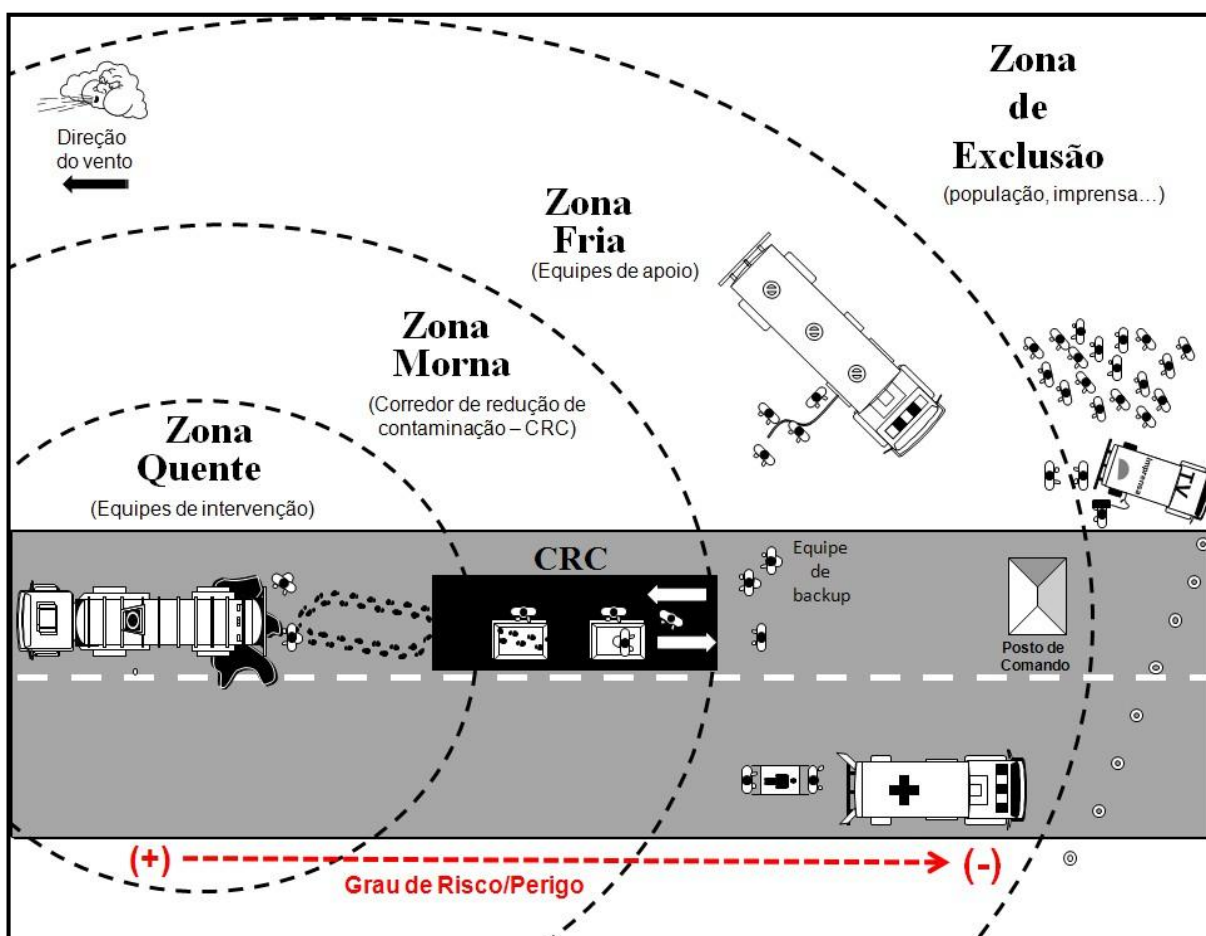 Zona
de
Exclusão
(população, imprensa...)
Direção
do vento
Zona
Fria
(Equipes de apoio)
Zona
Morna
(Corredor de redução de
contaminação – CRC)
Zona
Quente
(Equipes de intervenção)
Imprensa
TV
CRC
Equipe
de
backup
Posto de
Comando
(+)
(-)
Grau de Risco/Perigo